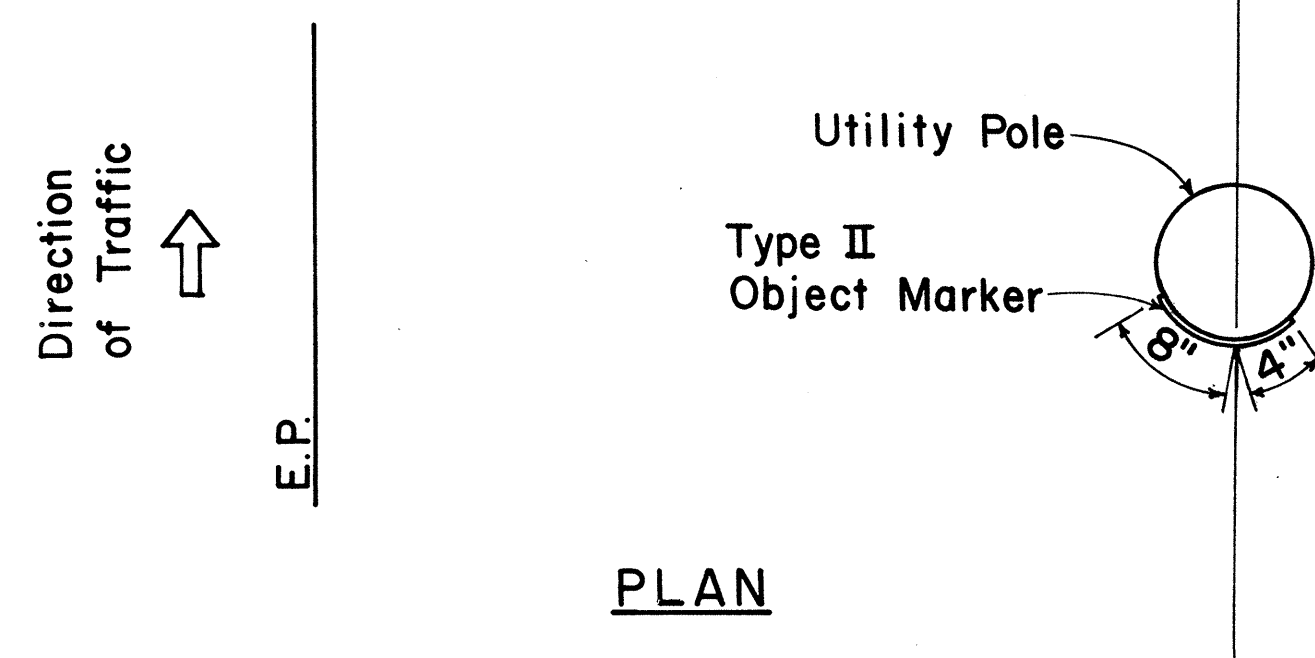 Direction
of Traffic
E.P.
Utility Pole
Type II
Object Marker
8"
4"
PLAN